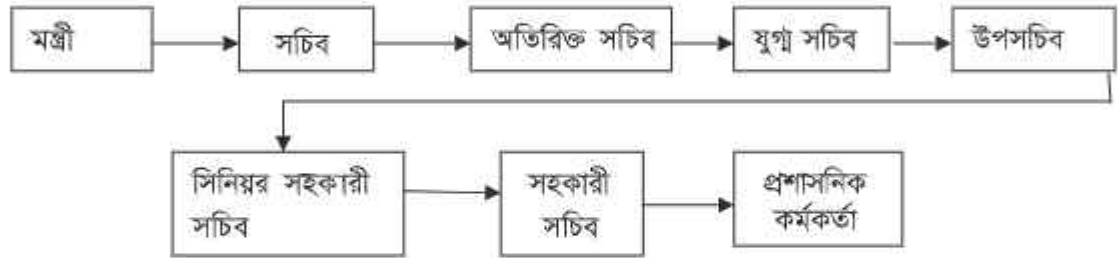 মন্ত্রী
সচিব
অতিরিক্ত সচিব
যুগ্ম সচিব
উপসচিব
সিনিয়র সহকারী
সচিব
সহকারী
সচিব
প্রশাসনিক
কর্মকর্তা